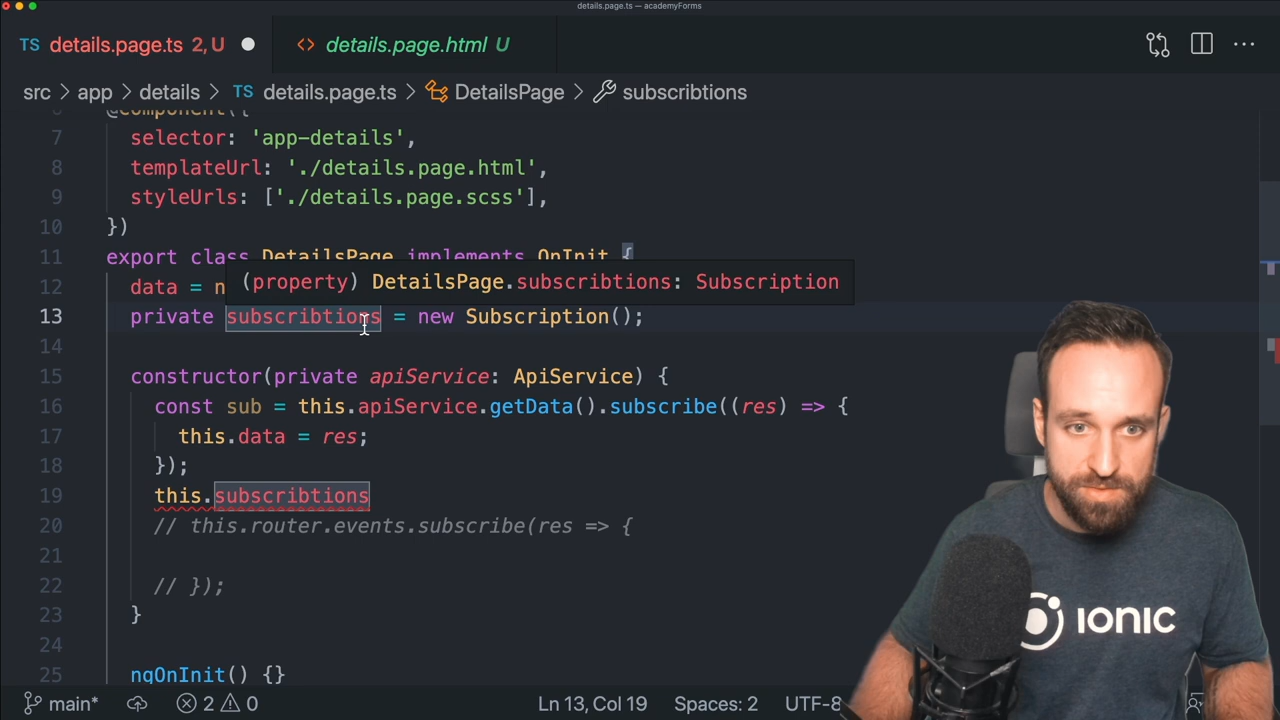 details.page.ts — academyForms
TS details.page.ts 2, U ● <> details.page.html U ···
src > app > details > TS details.page.ts > DetailsPage > subscribtions
6 @Component({
7 selector: 'app-details',
8 templateUrl: './details.page.html',
9 styleUrls: ['./details.page.scss'],
10 })
11 export class DetailsPage implements OnInit {
(property) DetailsPage.subscribtions: Subscription
12 data = n
13 private subscribtions = new Subscription();
14
15 constructor(private apiService: ApiService) {
16 const sub = this.apiService.getData().subscribe((res) => {
17 this.data = res;
18 });
19 this.subscribtions
20 // this.router.events.subscribe(res => {
21
22 // });
23 }
24
25 ngOnInit() {}
IONIC
main* 2 0 Ln 13, Col 19 Spaces: 2 UTF-8